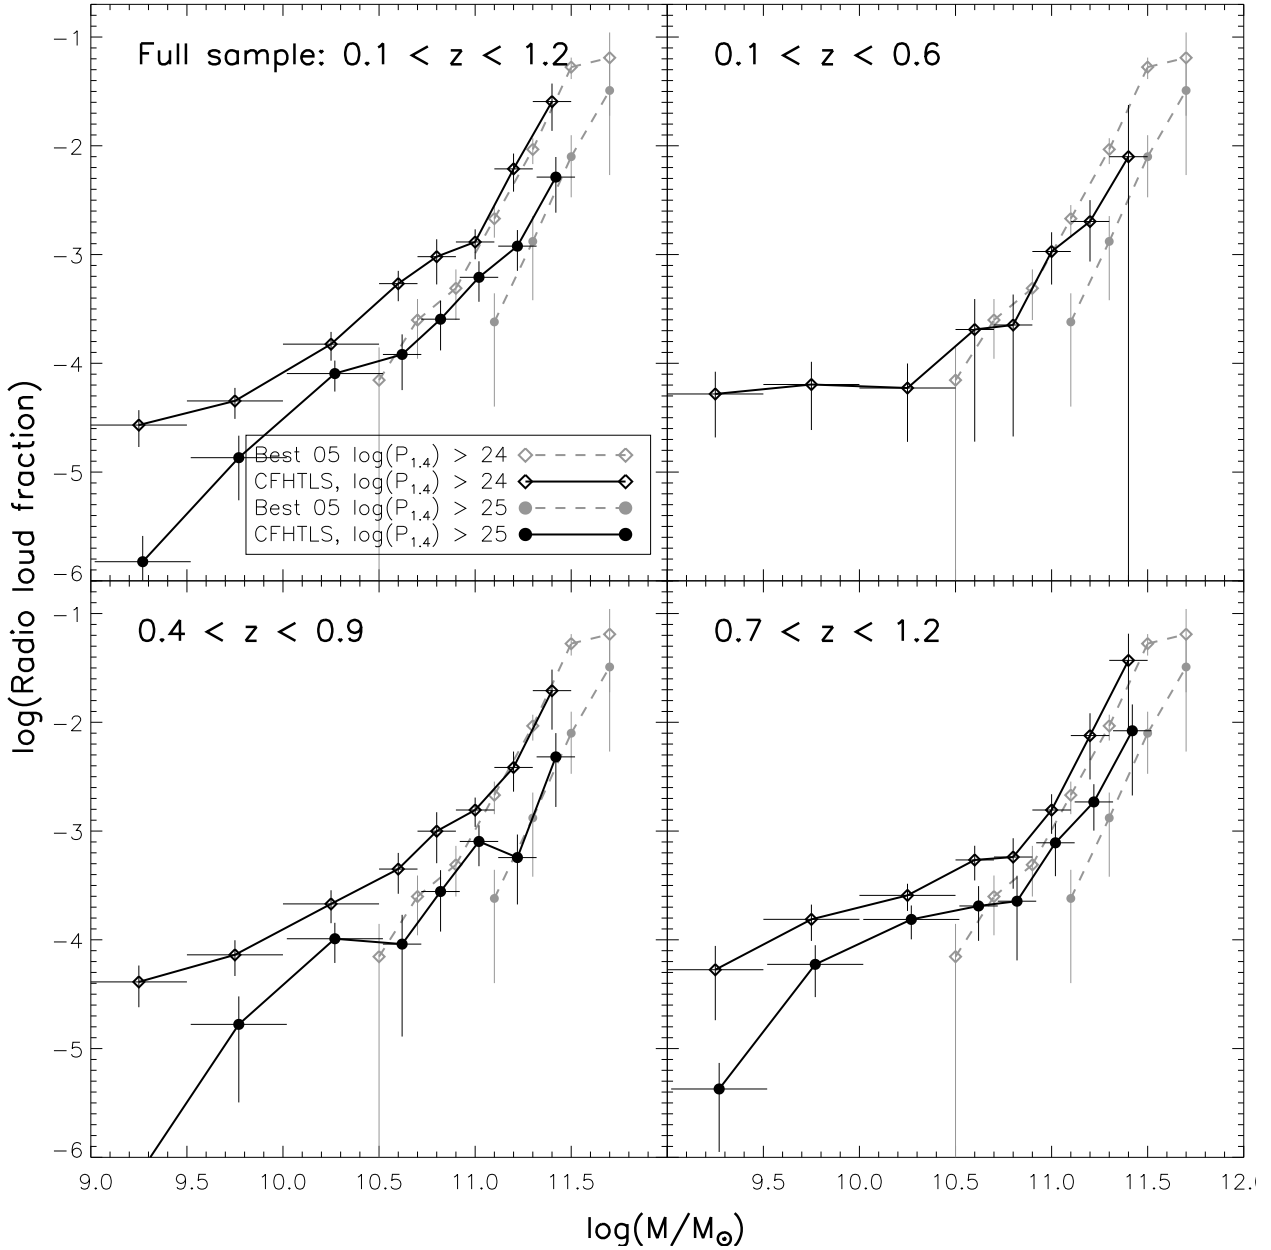 Full sample: 0.1 < z < 1.2
0.1 < z < 0.6
−1
−2
−3
−4
−5
−6
Best 05 log(P1.4) > 24
CFHTLS, log(P1.4) > 24
Best 05 log(P1.4) > 25
CFHTLS, log(P1.4) > 25
log(Radio loud fraction)
0.4 < z < 0.9
0.7 < z < 1.2
−1
−2
−3
−4
−5
−6
9.0 9.5 10.0 10.5 11.0 11.5
9.5 10.0 10.5 11.0 11.5 12.0
log(M/M⊙)